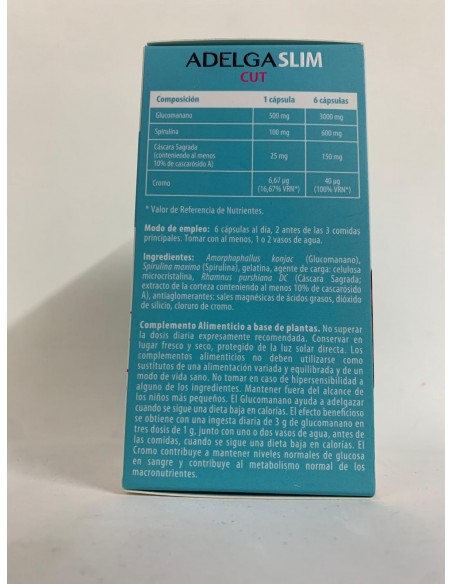 ADELGASLIM
CUT
Composición 1 cápsula 6 cápsulas
Glucomanano 500 mg 3000 mg
Spirulina 100 mg 600 mg
Cáscara Sagrada
(conteniendo al menos 25 mg 150 mg
10% de cascarósido A)
Cromo 6,67 µg 40 µg
(16,67% VRN*) (100% VRN*)
* Valor de Referencia de Nutrientes.
Modo de empleo: 6 cápsulas al día, 2 antes de las 3 comidas
principales. Tomar con al menos, 1 o 2 vasos de agua.
Ingredientes: Amorphophallus konjac (Glucomanano),
Spirulina maxima (Spirulina), gelatina, agente de carga: celulosa
microcristalina, Rhamnus purshiana DC (Cáscara Sagrada;
extracto de la corteza conteniendo al menos 10% de cascarósido
A), antiaglomerantes: sales magnésicas de ácidos grasos, dióxido
de silicio, cloruro de cromo.
Complemento Alimenticio a base de plantas. No superar
la dosis diaria expresamente recomendada. Conservar en
lugar fresco y seco, protegido de la luz solar directa. Los
complementos alimenticios no deben utilizarse como
sustitutos de una alimentación variada y equilibrada y de un
modo de vida sano. No tomar en caso de hipersensibilidad a
alguno de los ingredientes. Mantener fuera del alcance de
los niños más pequeños. El Glucomanano ayuda a adelgazar
cuando se sigue una dieta baja en calorías. El efecto beneficioso
se obtiene con una ingesta diaria de 3 g de glucomanano en
tres dosis de 1 g, junto con uno o dos vasos de agua, antes de
las comidas, cuando se sigue una dieta baja en calorías. El
Cromo contribuye a mantener niveles normales de glucosa
en sangre y contribuye al metabolismo normal de los
macronutrientes.